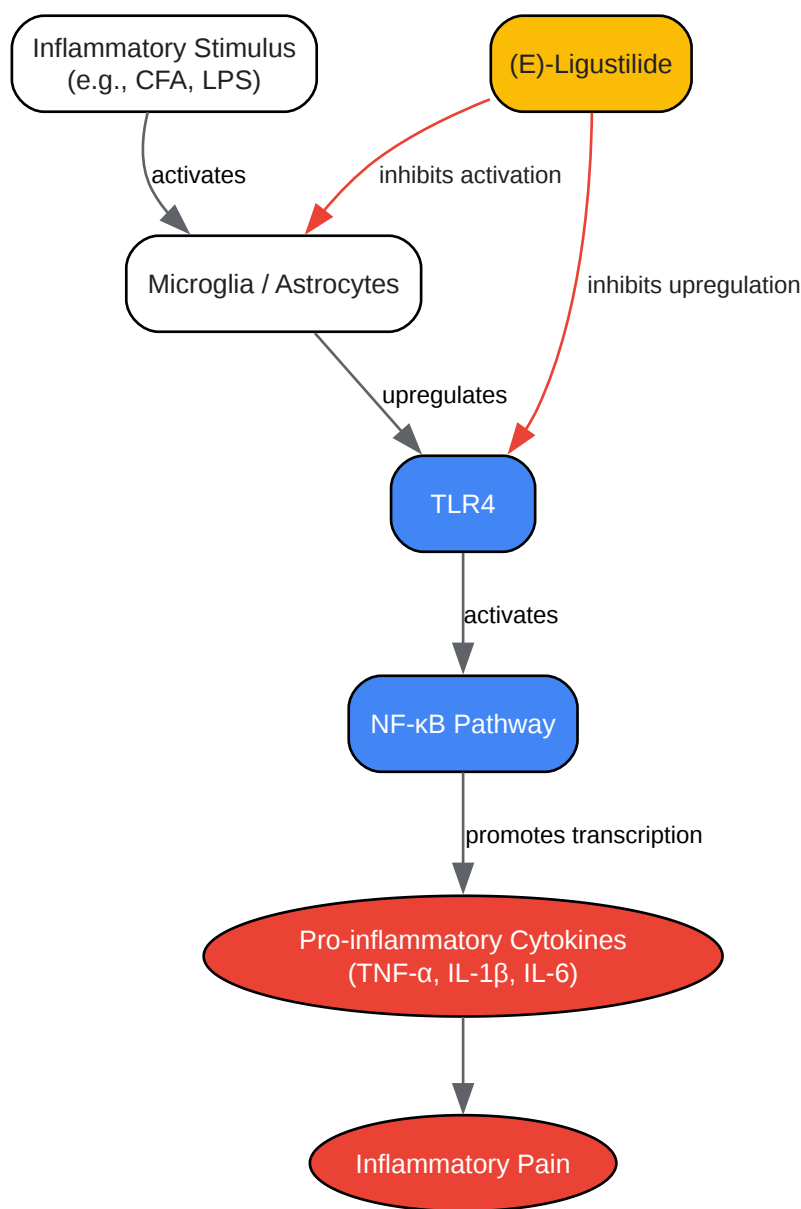 Inflammatory Stimulus
(e.g., CFA, LPS)
(E)-Ligustilide
activates
inhibits activation
Microglia / Astrocytes
inhibits upregulation
upregulates
TLR4
activates
NF-κB Pathway
promotes transcription
Pro-inflammatory Cytokines
(TNF-α, IL-1β, IL-6)
Inflammatory Pain